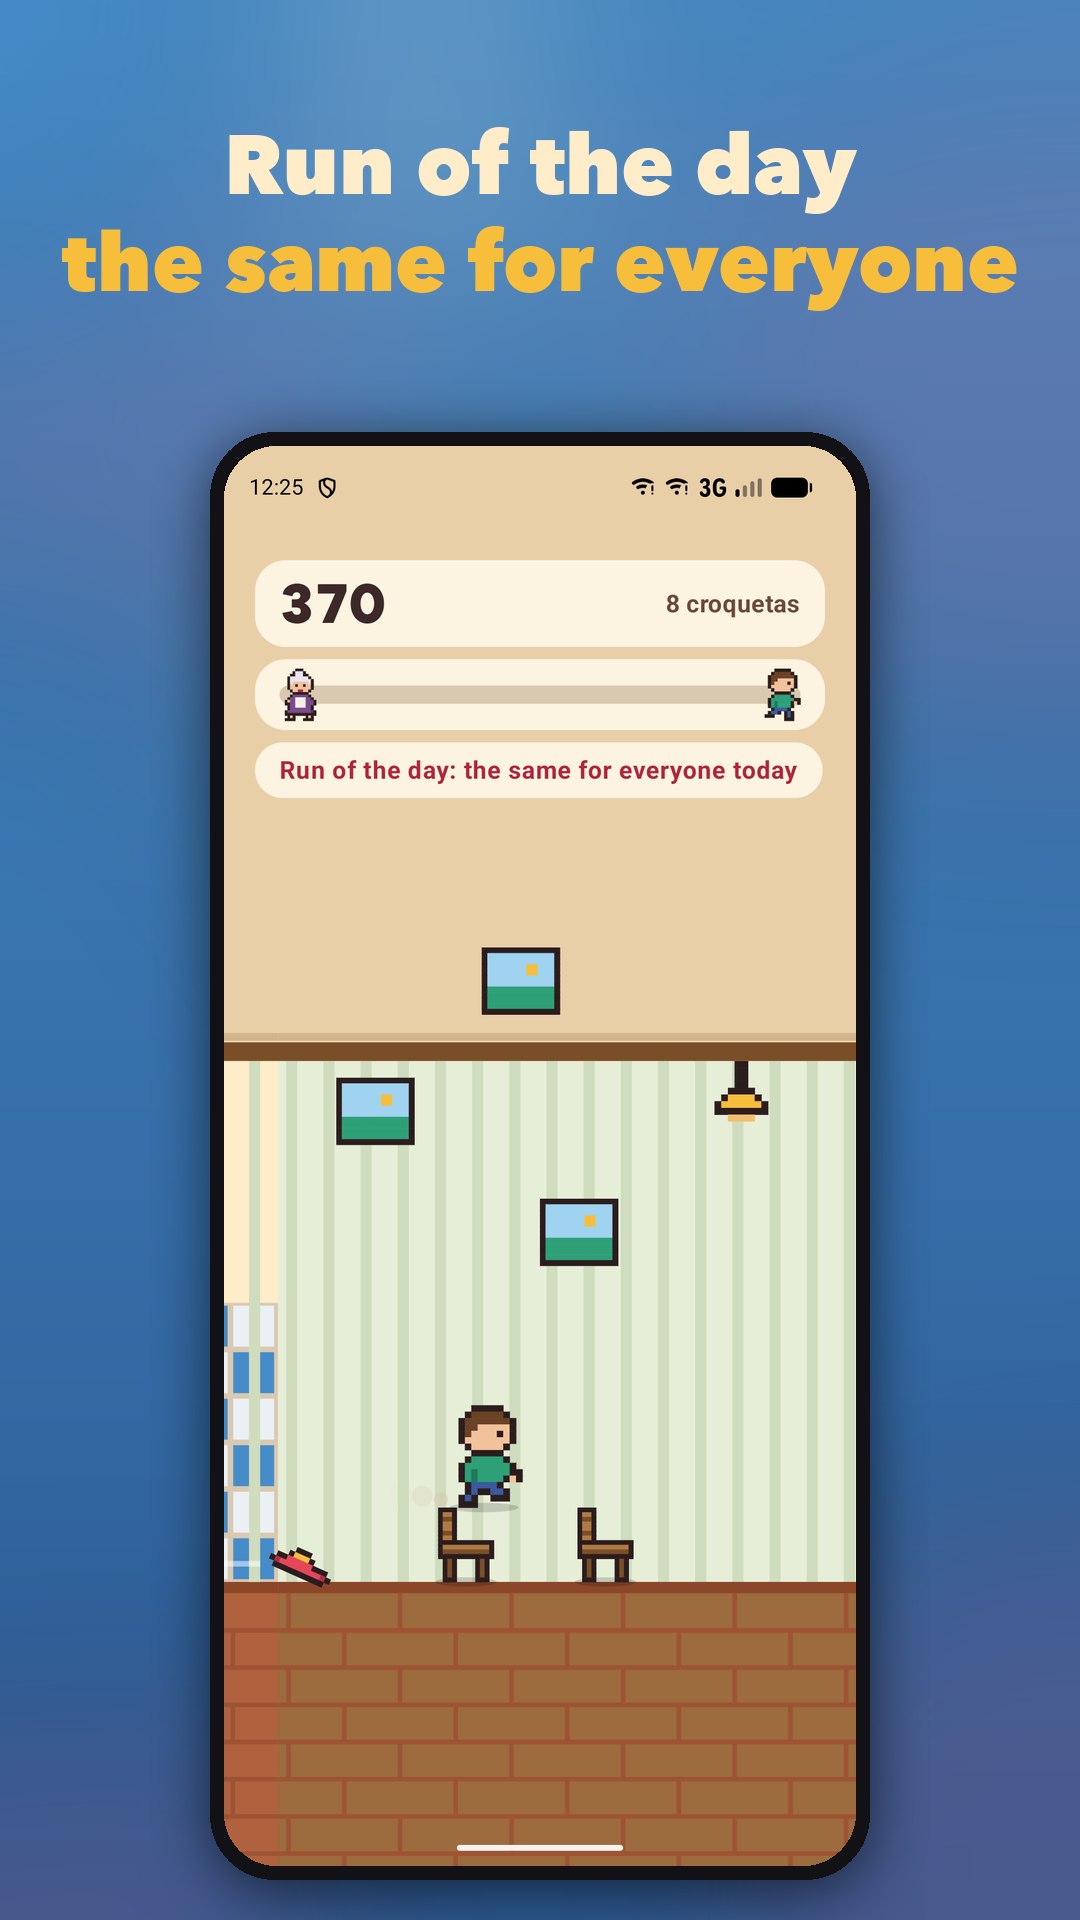 Run of the day
the same for everyone
12:25
3G
370
8 croquetas
Run of the day: the same for everyone today